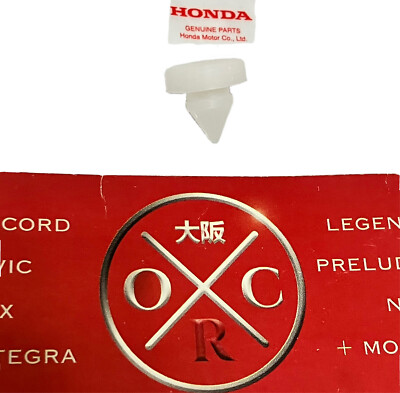 HONDA
GENUINE PARTS
Honda Motor Co., Ltd.
CORD
LEGEN
大阪
VIC
PRELUD
O C
X
N
R
TEGRA
+ MO